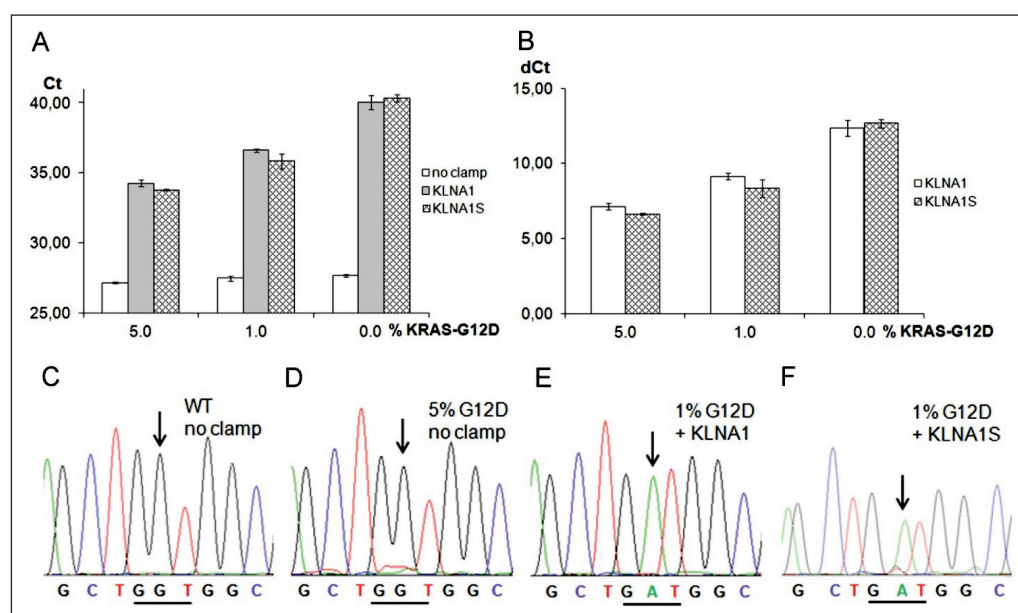 A
Ct
40,00
35,00
30,00
25,00
5.0 1.0 0.0 % KRAS-G12D
no clamp
KLNA1
KLNA1S
B
dCt
15,00
10,00
5,00
0,00
5.0 1.0 0.0 % KRAS-G12D
KLNA1
KLNA1S
C
WT
no clamp
G C T G G T G G C
D
5% G12D
no clamp
G C T G G T G G C
E
1% G12D
+ KLNA1
G C T G A T G G C
F
1% G12D
+ KLNA1S
G C T G A T G G C